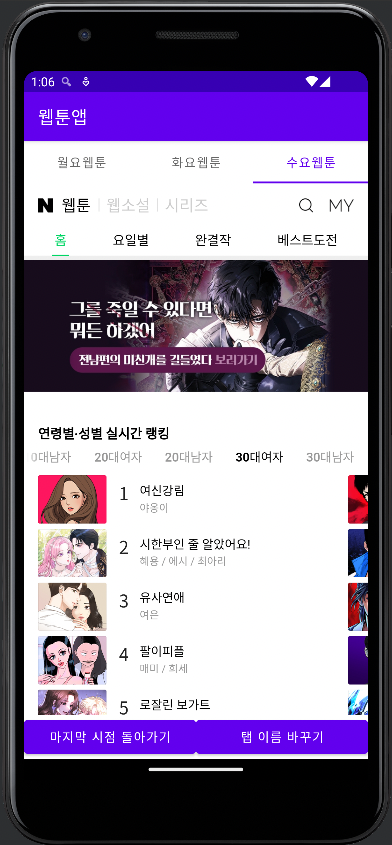 1:06
웹툰앱
월요웹툰 화요웹툰 수요웹툰
N 웹툰 | 웹소설 | 시리즈 MY
홈 요일별 완결작 베스트도전
그를 죽일 수 있다면
뭐든 하겠어
전남편의 미친개를 길들였다 보러가기
연령별·성별 실시간 랭킹
0대남자 20대여자 20대남자 30대여자 30대남자
1 여신강림
야옹이
2 시한부인 줄 알았어요!
혜용 / 에시 / 최아리
3 유사연애
여은
4 팔이피플
매미 / 희세
5 로잘린 보가트
마지막 시점 돌아가기 탭 이름 바꾸기